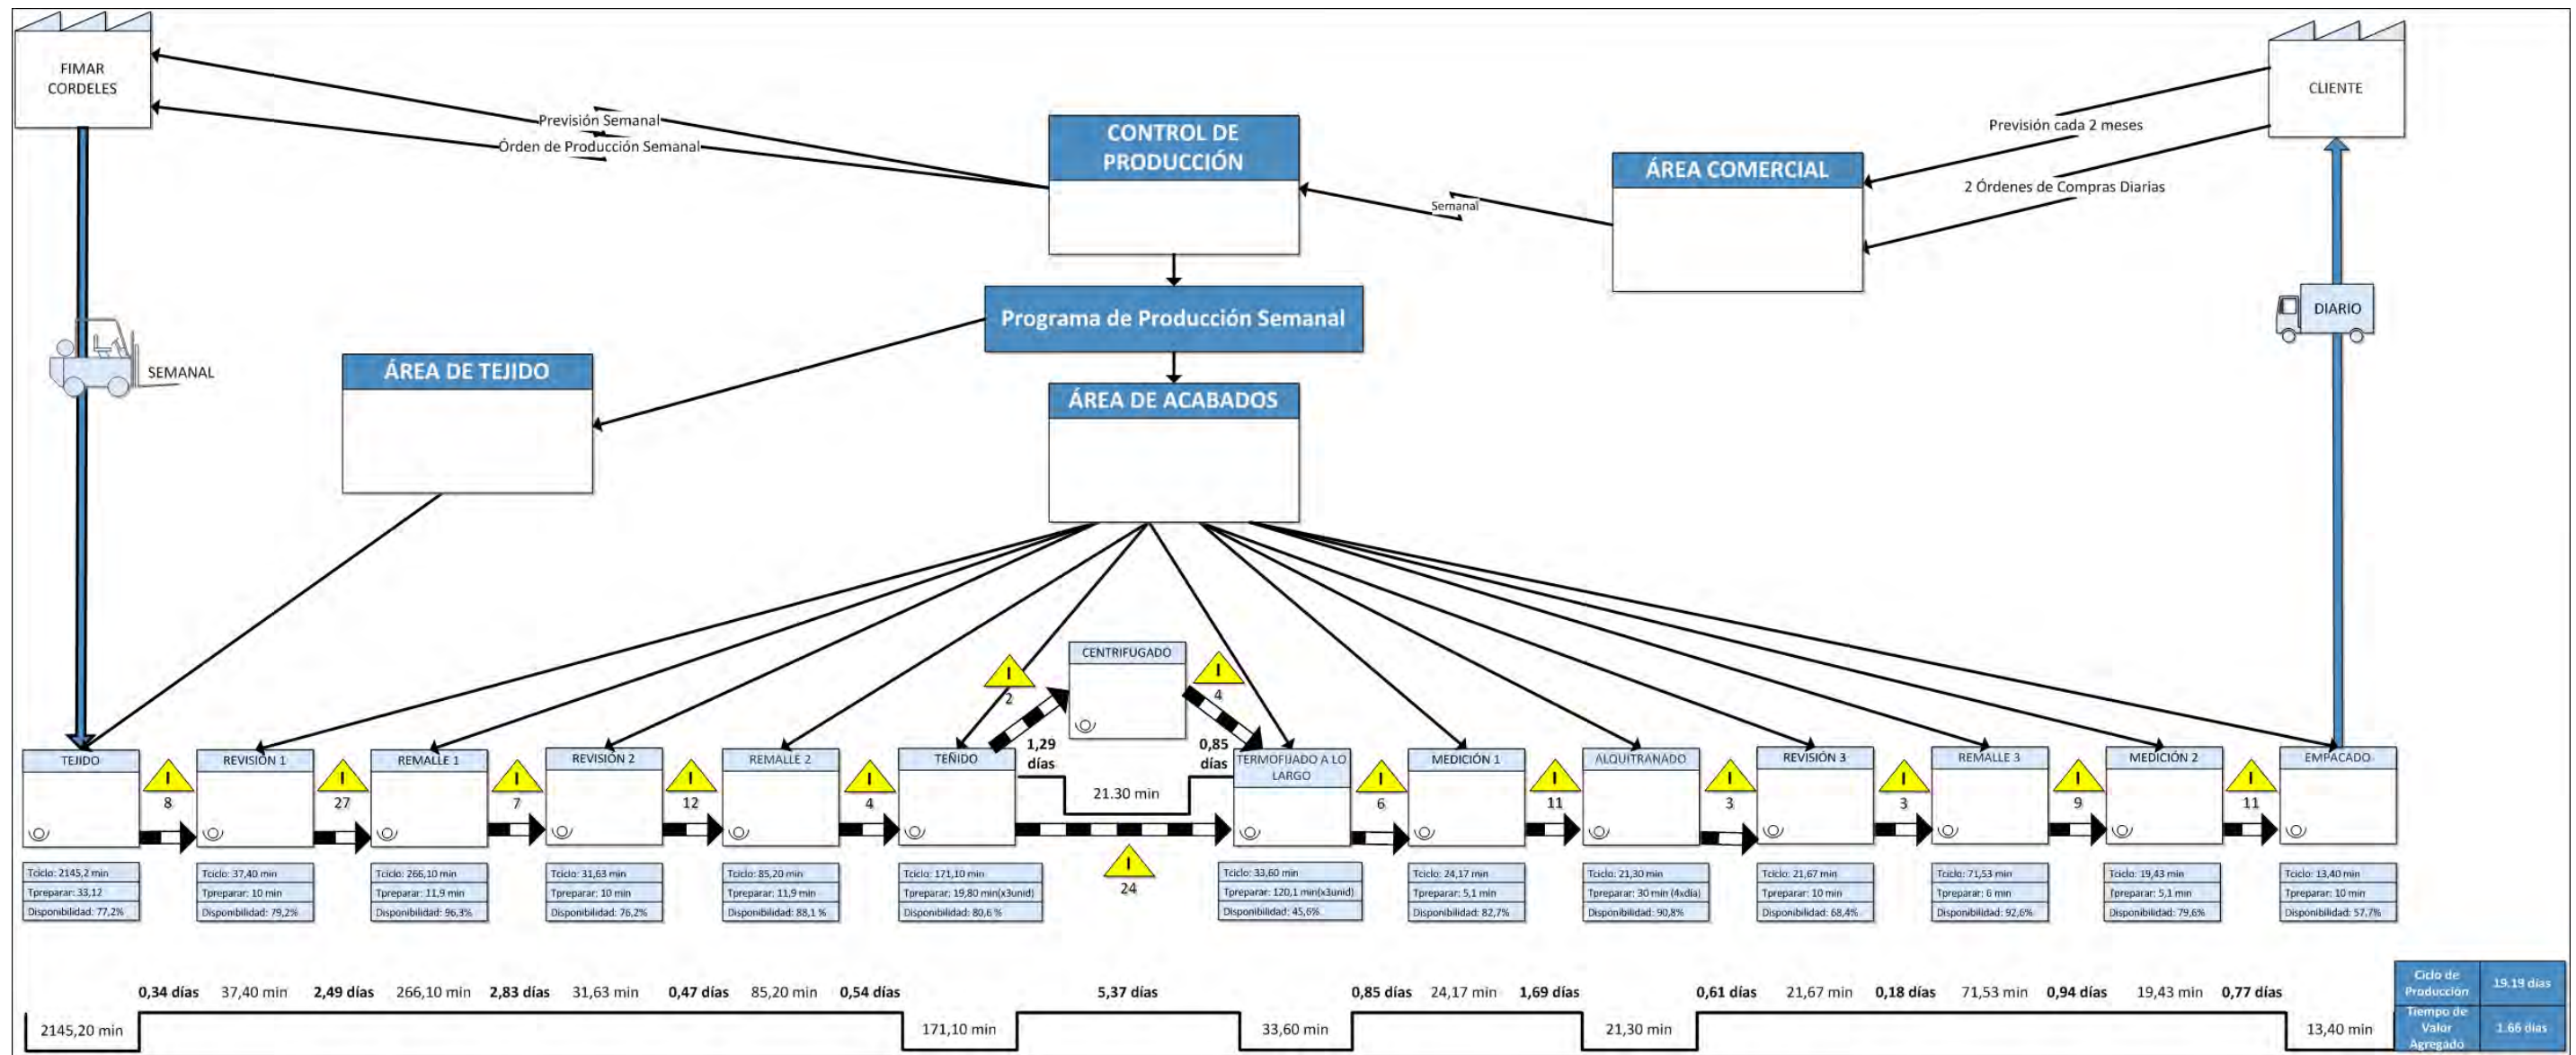 FIMAR
CORDELES
CLIENTE
Previsión Semanal
Órden de Producción Semanal
CONTROL DE
PRODUCCIÓN
Previsión cada 2 meses
ÁREA COMERCIAL
2 Órdenes de Compras Diarias
Semanal
Programa de Producción Semanal
DIARIO
SEMANAL
ÁREA DE TEJIDO
ÁREA DE ACABADOS
CENTRIFUGADO
I
2
I
4
1,29
días
0,85
días
21.30 min
TEJIDO
I
8
REVISIÓN 1
I
27
REMALLE 1
I
7
REVISIÓN 2
I
12
REMALLE 2
I
4
TEÑIDO
I
24
TERMOFIJADO A LO
LARGO
I
6
MEDICIÓN 1
I
11
ALQUITRANADO
I
3
REVISIÓN 3
I
3
REMALLE 3
I
9
MEDICIÓN 2
I
11
EMPACADO
Tciclo: 2145,2 min
Tpreparar: 33,12
Disponibilidad: 77,2%
Tciclo: 37,40 min
Tpreparar: 10 min
Disponibilidad: 79,2%
Tciclo: 266,10 min
Tpreparar: 11,9 min
Disponibilidad: 96,3%
Tciclo: 31,63 min
Tpreparar: 10 min
Disponibilidad: 76,2%
Tciclo: 85,20 min
Tpreparar: 11,9 min
Disponibilidad: 88,1 %
Tciclo: 171,10 min
Tpreparar: 19,80 min(x3unid)
Disponibilidad: 80,6 %
Tciclo: 33,60 min
Tpreparar: 120,1 min(x3unid)
Disponibilidad: 45,6%
Tciclo: 24,17 min
Tpreparar: 5,1 min
Disponibilidad: 82,7%
Tciclo: 21,30 min
Tpreparar: 30 min (4xdía)
Disponibilidad: 90,8%
Tciclo: 21,67 min
Tpreparar: 10 min
Disponibilidad: 68,4%
Tciclo: 71,53 min
Tpreparar: 6 min
Disponibilidad: 92,6%
Tciclo: 19,43 min
Tpreparar: 5,1 min
Disponibilidad: 79,6%
Tciclo: 13,40 min
Tpreparar: 10 min
Disponibilidad: 57,7%
0,34 días 37,40 min 2,49 días 266,10 min 2,83 días 31,63 min 0,47 días 85,20 min 0,54 días 5,37 días 0,85 días 24,17 min 1,69 días 0,61 días 21,67 min 0,18 días 71,53 min 0,94 días 19,43 min 0,77 días
2145,20 min 171,10 min 33,60 min 21,30 min 13,40 min
Ciclo de
Producción
19.19 días
Tiempo de
Valor
Agregado
1.66 días